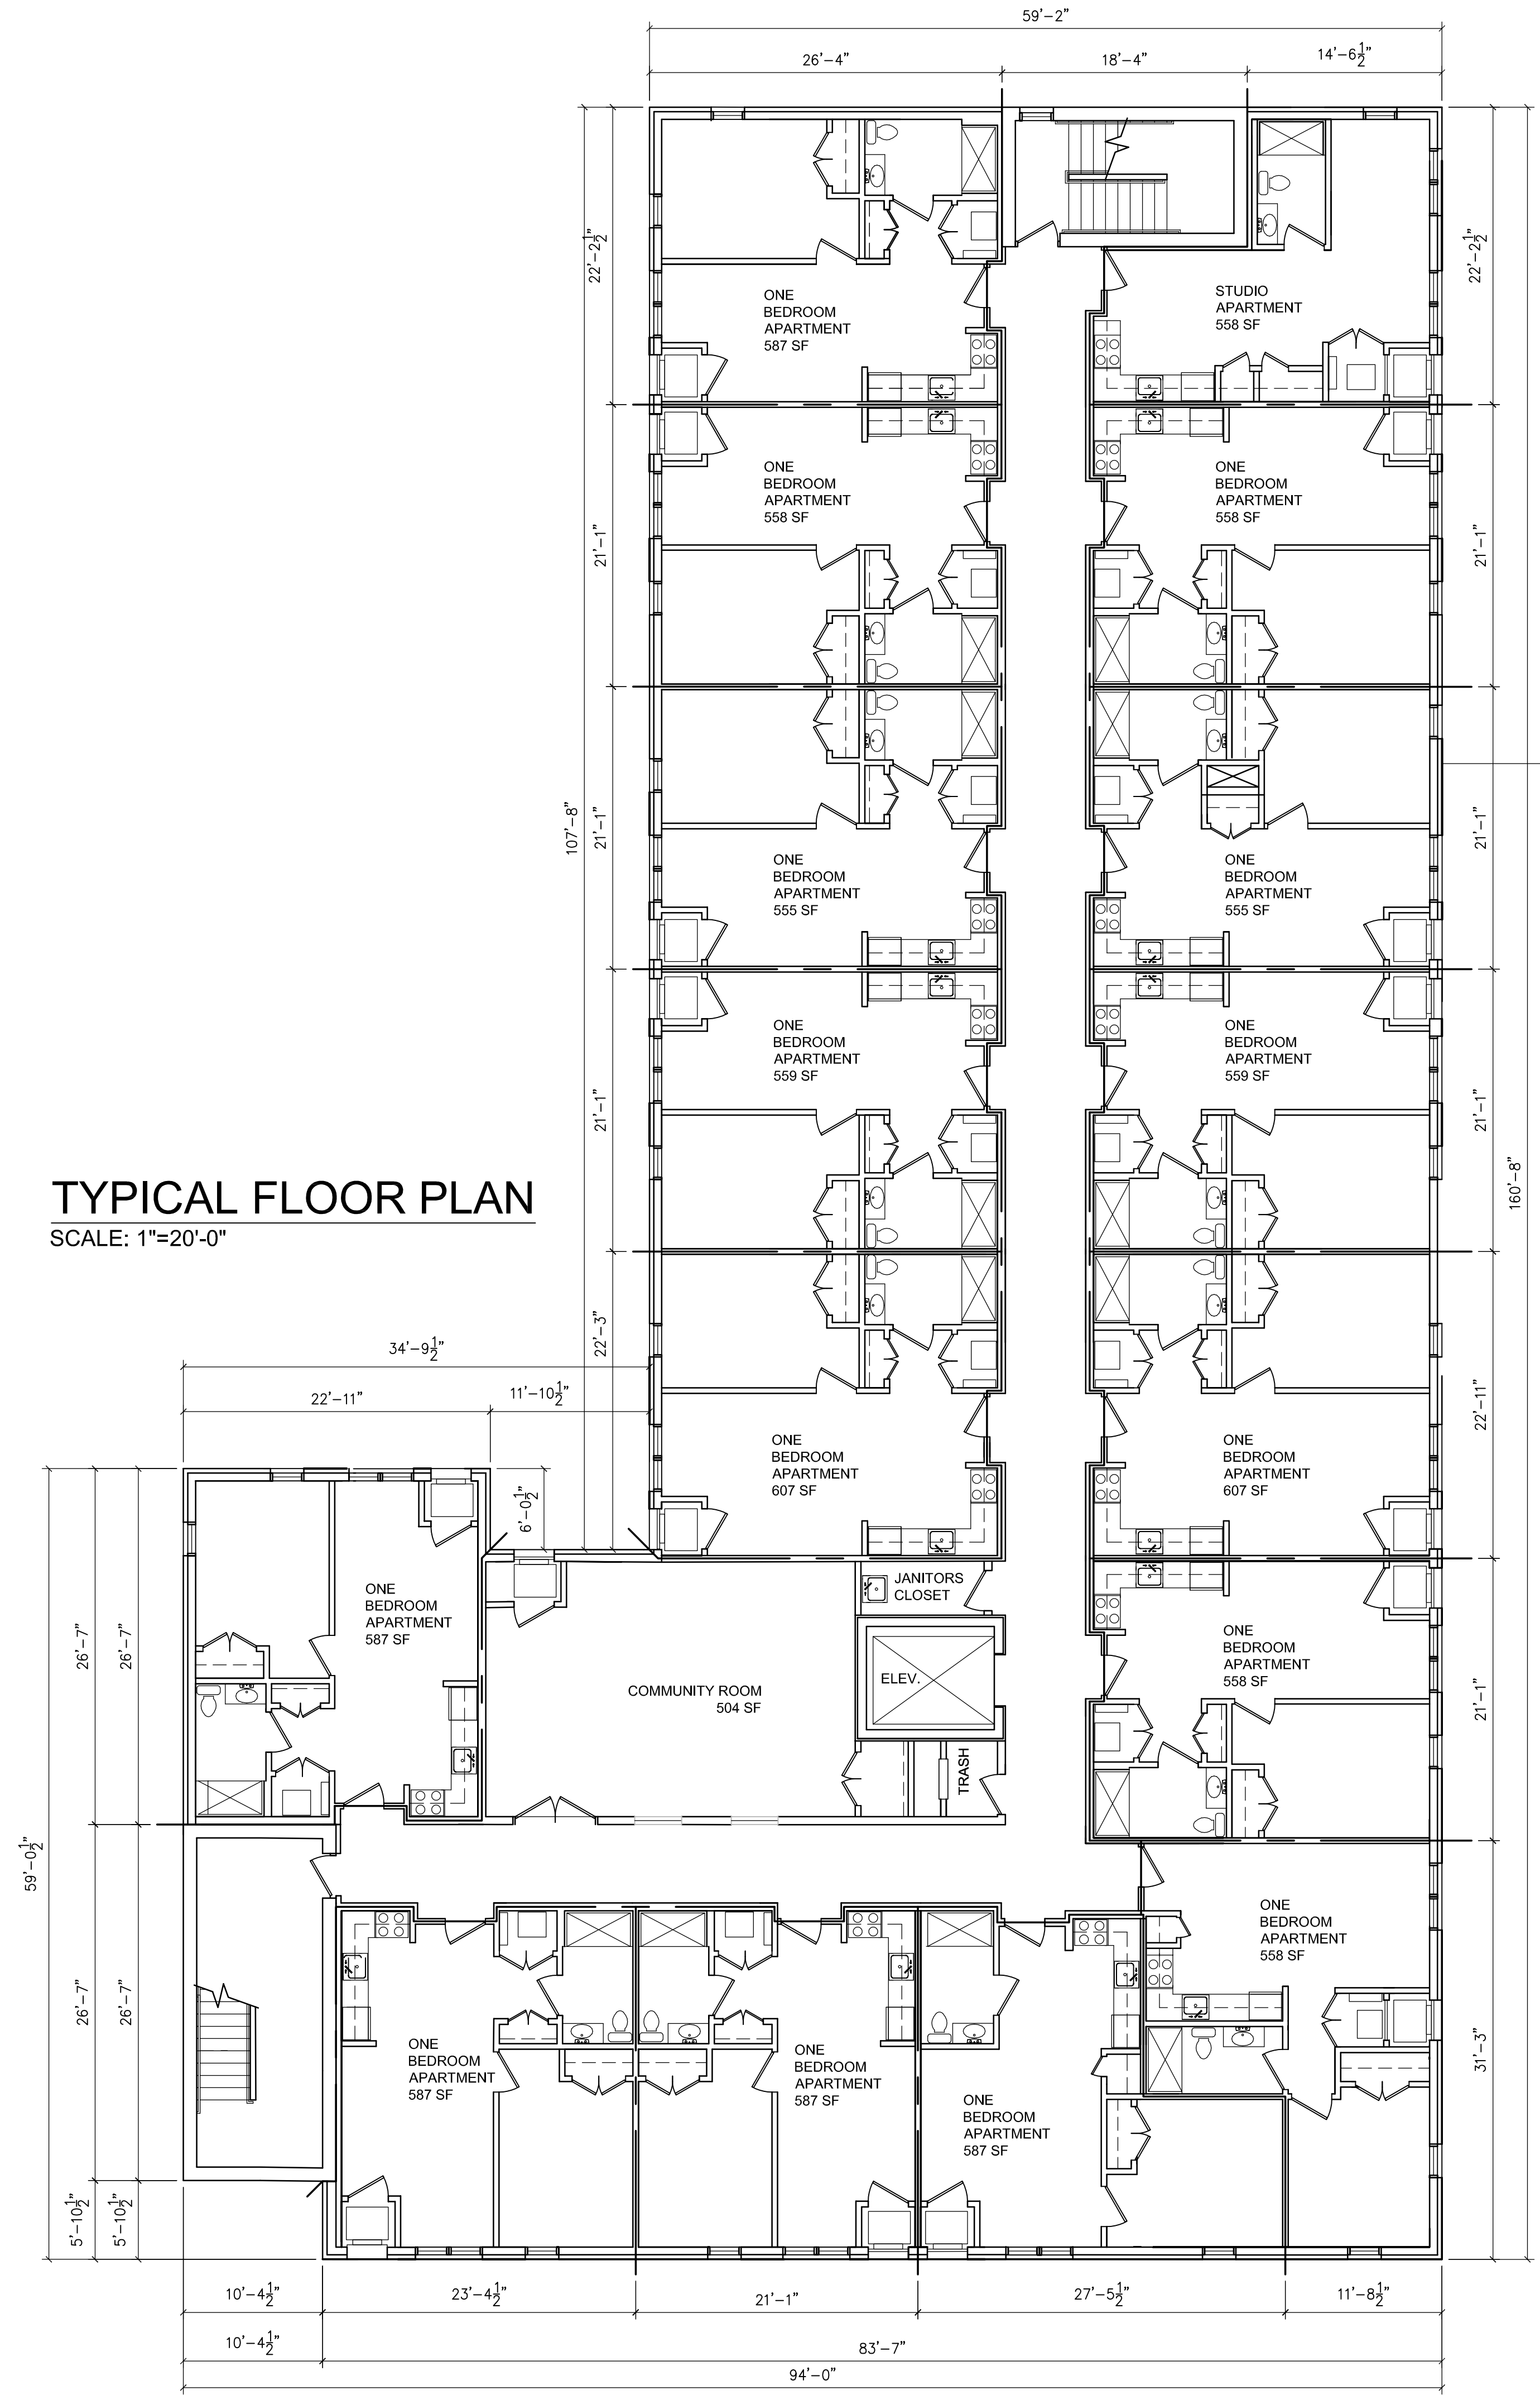 59'-2"
26'-4"
18'-4"
14'-6½"
22'-2½"
22'-2½"
ONE
BEDROOM
APARTMENT
587 SF
STUDIO
APARTMENT
558 SF
ONE
BEDROOM
APARTMENT
558 SF
ONE
BEDROOM
APARTMENT
558 SF
21'-1"
21'-1"
107'-8"
21'-1"
21'-1"
ONE
BEDROOM
APARTMENT
555 SF
ONE
BEDROOM
APARTMENT
555 SF
ONE
BEDROOM
APARTMENT
559 SF
ONE
BEDROOM
APARTMENT
559 SF
21'-1"
21'-1"
160'-8"
TYPICAL FLOOR PLAN
SCALE: 1"=20'-0"
34'-9½"
22'-3"
22'-11"
11'-10½"
22'-11"
ONE
BEDROOM
APARTMENT
607 SF
ONE
BEDROOM
APARTMENT
607 SF
6'-0½"
JANITORS
CLOSET
ONE
BEDROOM
APARTMENT
587 SF
26'-7"
26'-7"
ONE
BEDROOM
APARTMENT
558 SF
21'-1"
ELEV.
COMMUNITY ROOM
504 SF
TRASH
59'-0½"
ONE
BEDROOM
APARTMENT
558 SF
26'-7"
26'-7"
31'-3"
ONE
BEDROOM
APARTMENT
587 SF
ONE
BEDROOM
APARTMENT
587 SF
ONE
BEDROOM
APARTMENT
587 SF
5'-10½"
5'-10½"
10'-4½"
23'-4½"
21'-1"
27'-5½"
11'-8½"
10'-4½"
83'-7"
94'-0"